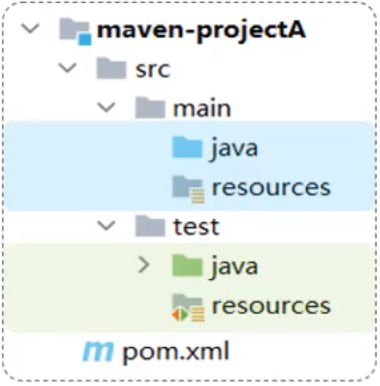 maven-projectA
src
main
java
resources
test
java
resources
pom.xml